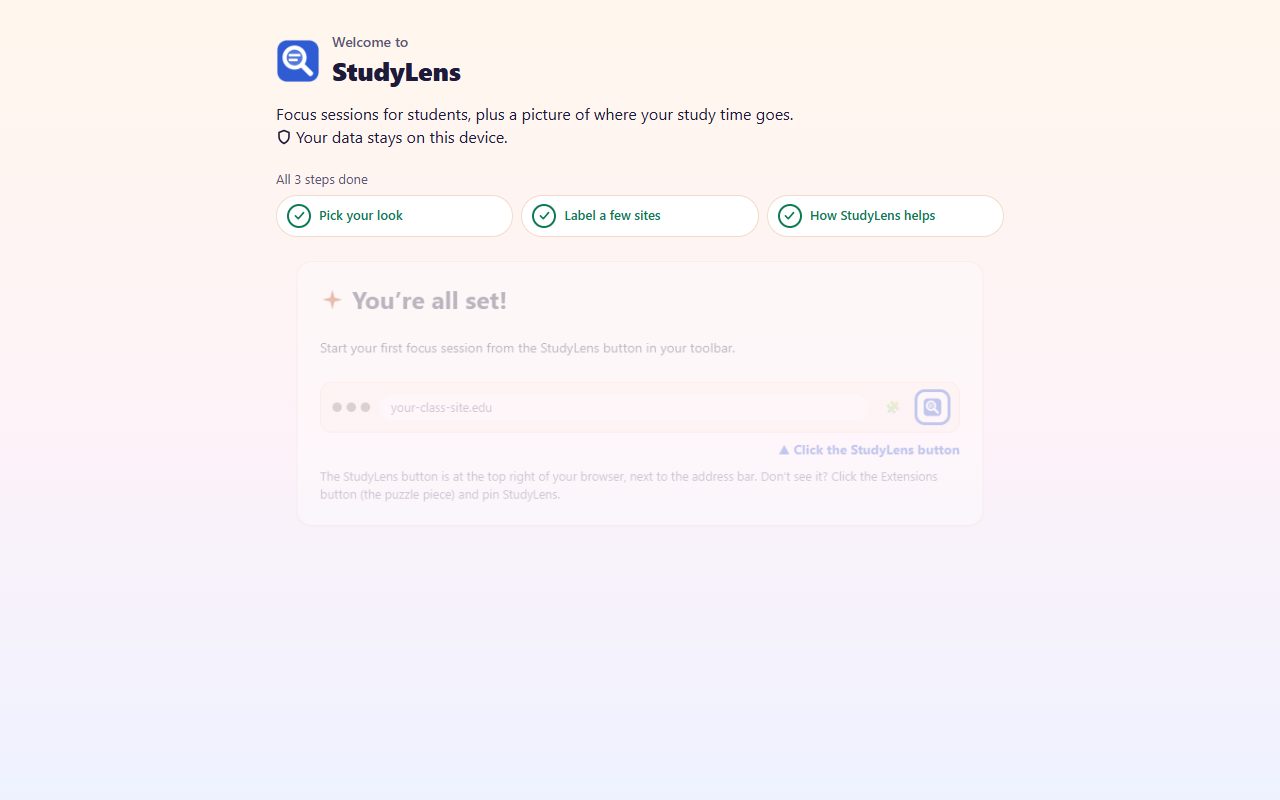 Welcome to
StudyLens
Focus sessions for students, plus a picture of where your study time goes.
Your data stays on this device.
All 3 steps done
Pick your look
Label a few sites
How StudyLens helps
You’re all set!
Start your first focus session from the StudyLens button in your toolbar.
your-class-site.edu
▲ Click the StudyLens button
The StudyLens button is at the top right of your browser, next to the address bar. Don't see it? Click the Extensions
button (the puzzle piece) and pin StudyLens.